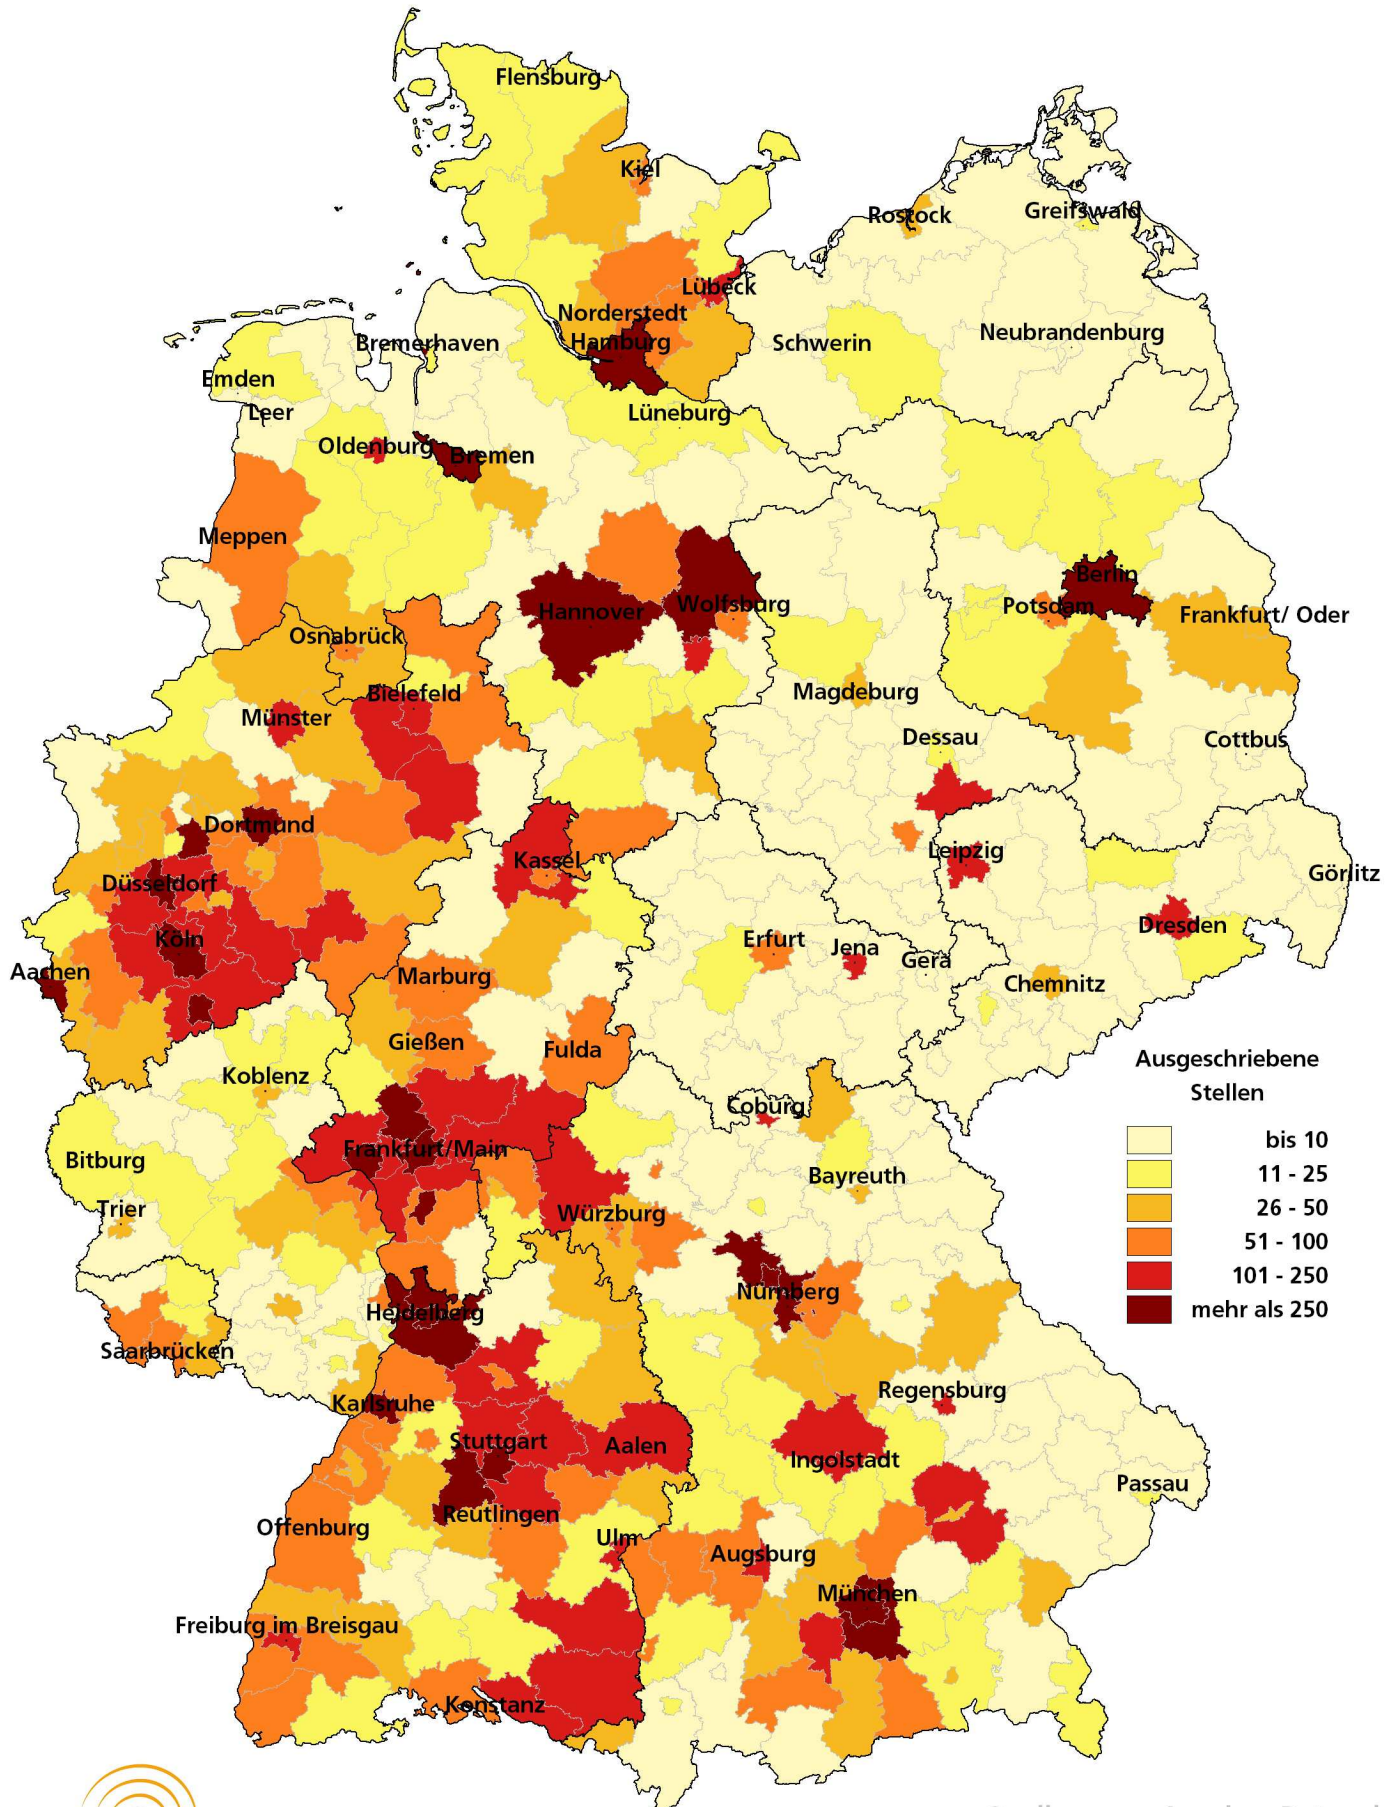 Flensburg
Kiel
Rostock
Greifswald
Lübeck
Norderstedt
Hamburg
Bremerhaven
Schwerin
Neubrandenburg
Emden
Leer
Lüneburg
Oldenburg
Bremen
Meppen
Berlin
Hannover
Wolfsburg
Potsdam
Frankfurt/ Oder
Osnabrück
Bielefeld
Magdeburg
Münster
Dessau
Cottbus
Dortmund
Leipzig
Kassel
Görlitz
Düsseldorf
Dresden
Köln
Erfurt
Jena
Gera
Aachen
Marburg
Chemnitz
Gießen
Fulda
Ausgeschriebene
Stellen
Koblenz
Coburg
bis 10
Frankfurt/Main
Bitburg
Bayreuth
11 - 25
Trier
Würzburg
26 - 50
51 - 100
101 - 250
Nürnberg
Heidelberg
mehr als 250
Saarbrücken
Regensburg
Karlsruhe
Stuttgart
Aalen
Ingolstadt
Passau
Reutlingen
Offenburg
Ulm
Augsburg
München
Freiburg im Breisgau
Konstanz